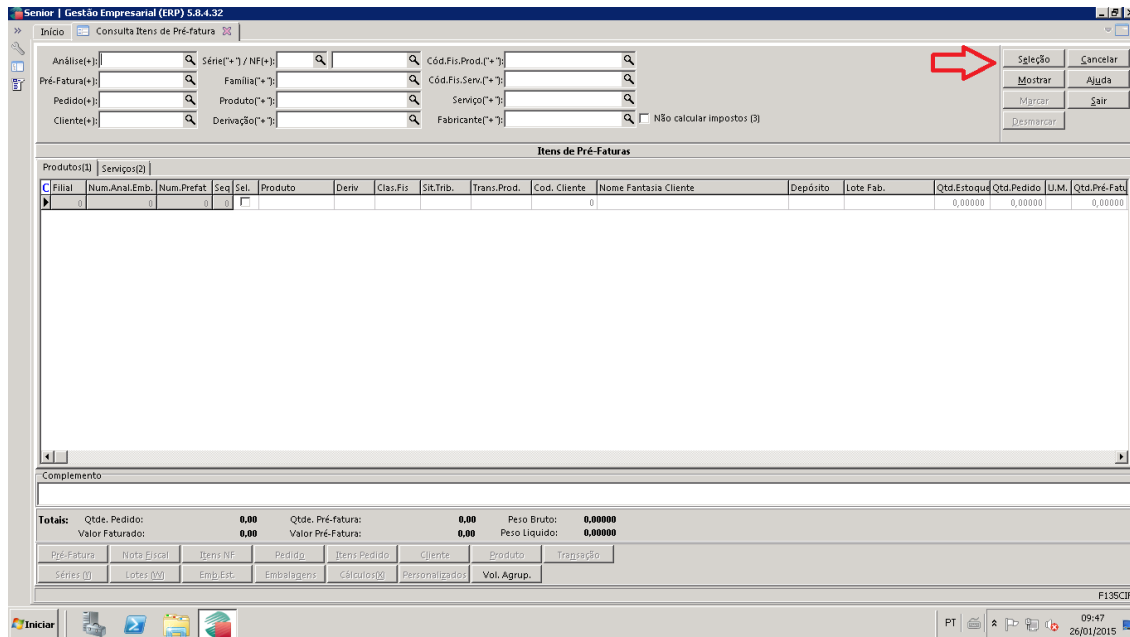 Senior | Gestão Empresarial (ERP) 5.8.4.32
Início Consulta Itens de Pré-fatura
Análise(+): Série("+") / NF(+): Cód.Fis.Prod.("+"): Seleção Cancelar
Pré-Fatura(+): Família("+"): Cód.Fis.Serv.("+"): Mostrar Ajuda
Pedido(+): Produto("+"): Serviço("+"): Marcar Sair
Cliente(+): Derivação("+"): Fabricante("+"): Não calcular impostos (3) Desmarcar
Itens de Pré-Faturas
Produtos(1) Serviços(2)
C Filial Num.Anal.Emb. Num.Prefat Seq Sel. Produto Deriv Clas.Fis Sit.Trib. Trans.Prod. Cod. Cliente Nome Fantasia Cliente Depósito Lote Fab. Qtd.Estoque Qtd.Pedido U.M. Qtd.Pré-Fatu
0 0 0 0 0 0,00000 0,00000 0,00000
Complemento
Totais: Qtde. Pedido: 0,00 Qtde. Pré-fatura: 0,00 Peso Bruto: 0,00000
Valor Faturado: 0,00 Valor Pré-Fatura: 0,00 Peso Liquido: 0,00000
Pré-Fatura Nota Fiscal Itens NF Pedido Itens Pedido Cliente Produto Transação
Séries (Y) Lotes (W) Emb.Est. Embalagens Cálculos(X) Personalizados Vol. Agrup.
F135CIF
Iniciar PT 09:47
26/01/2015